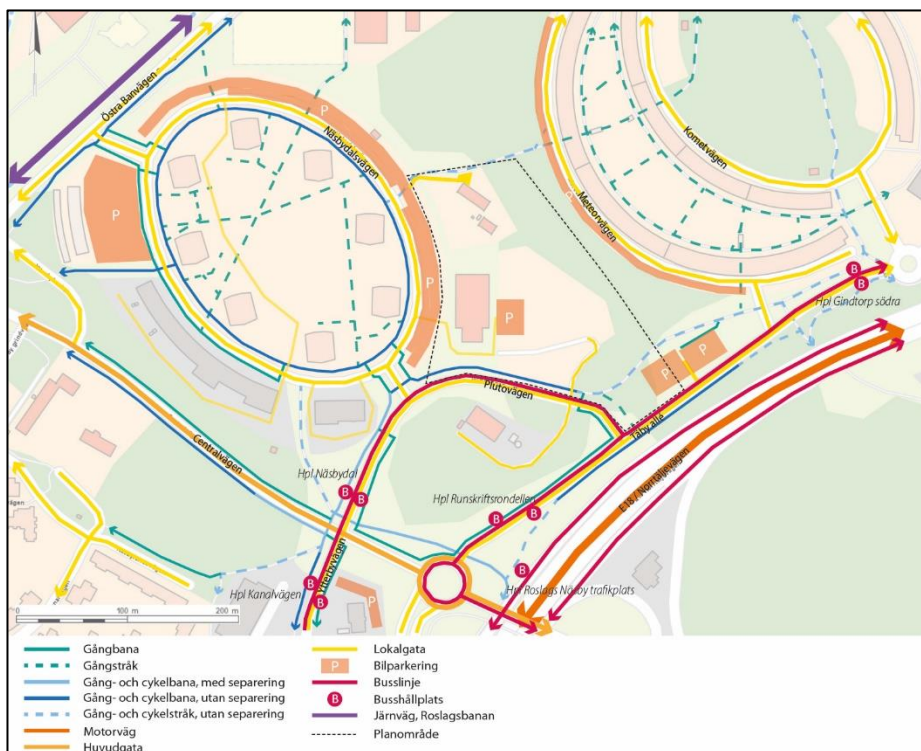 Östra Banvägen
P
Näsbydalsvägen
P
P
Kometvägen
Meteorvägen
P
P
B
B
Hpl Gindtorp södra
P
P
Plutovägen
Täby allé
E18 / Norrtäljevägen
Centralvägen
Hpl Näsbydal
B
B
Hpl Runskriftsrondellen
B
B
B
Hpl Roslags Näsby trafikplats
Ytterbyvägen
Hpl Kanalvägen
B
B
P
0 100 m 200 m
Gångbana
Gångstråk
Gång- och cykelbana, med separering
Gång- och cykelbana, utan separering
Gång- och cykelstråk, utan separering
Motorväg
Huvudgata
Lokalgata
P Bilparkering
Busslinje
B Busshållplats
Järnväg, Roslagsbanan
Planområde